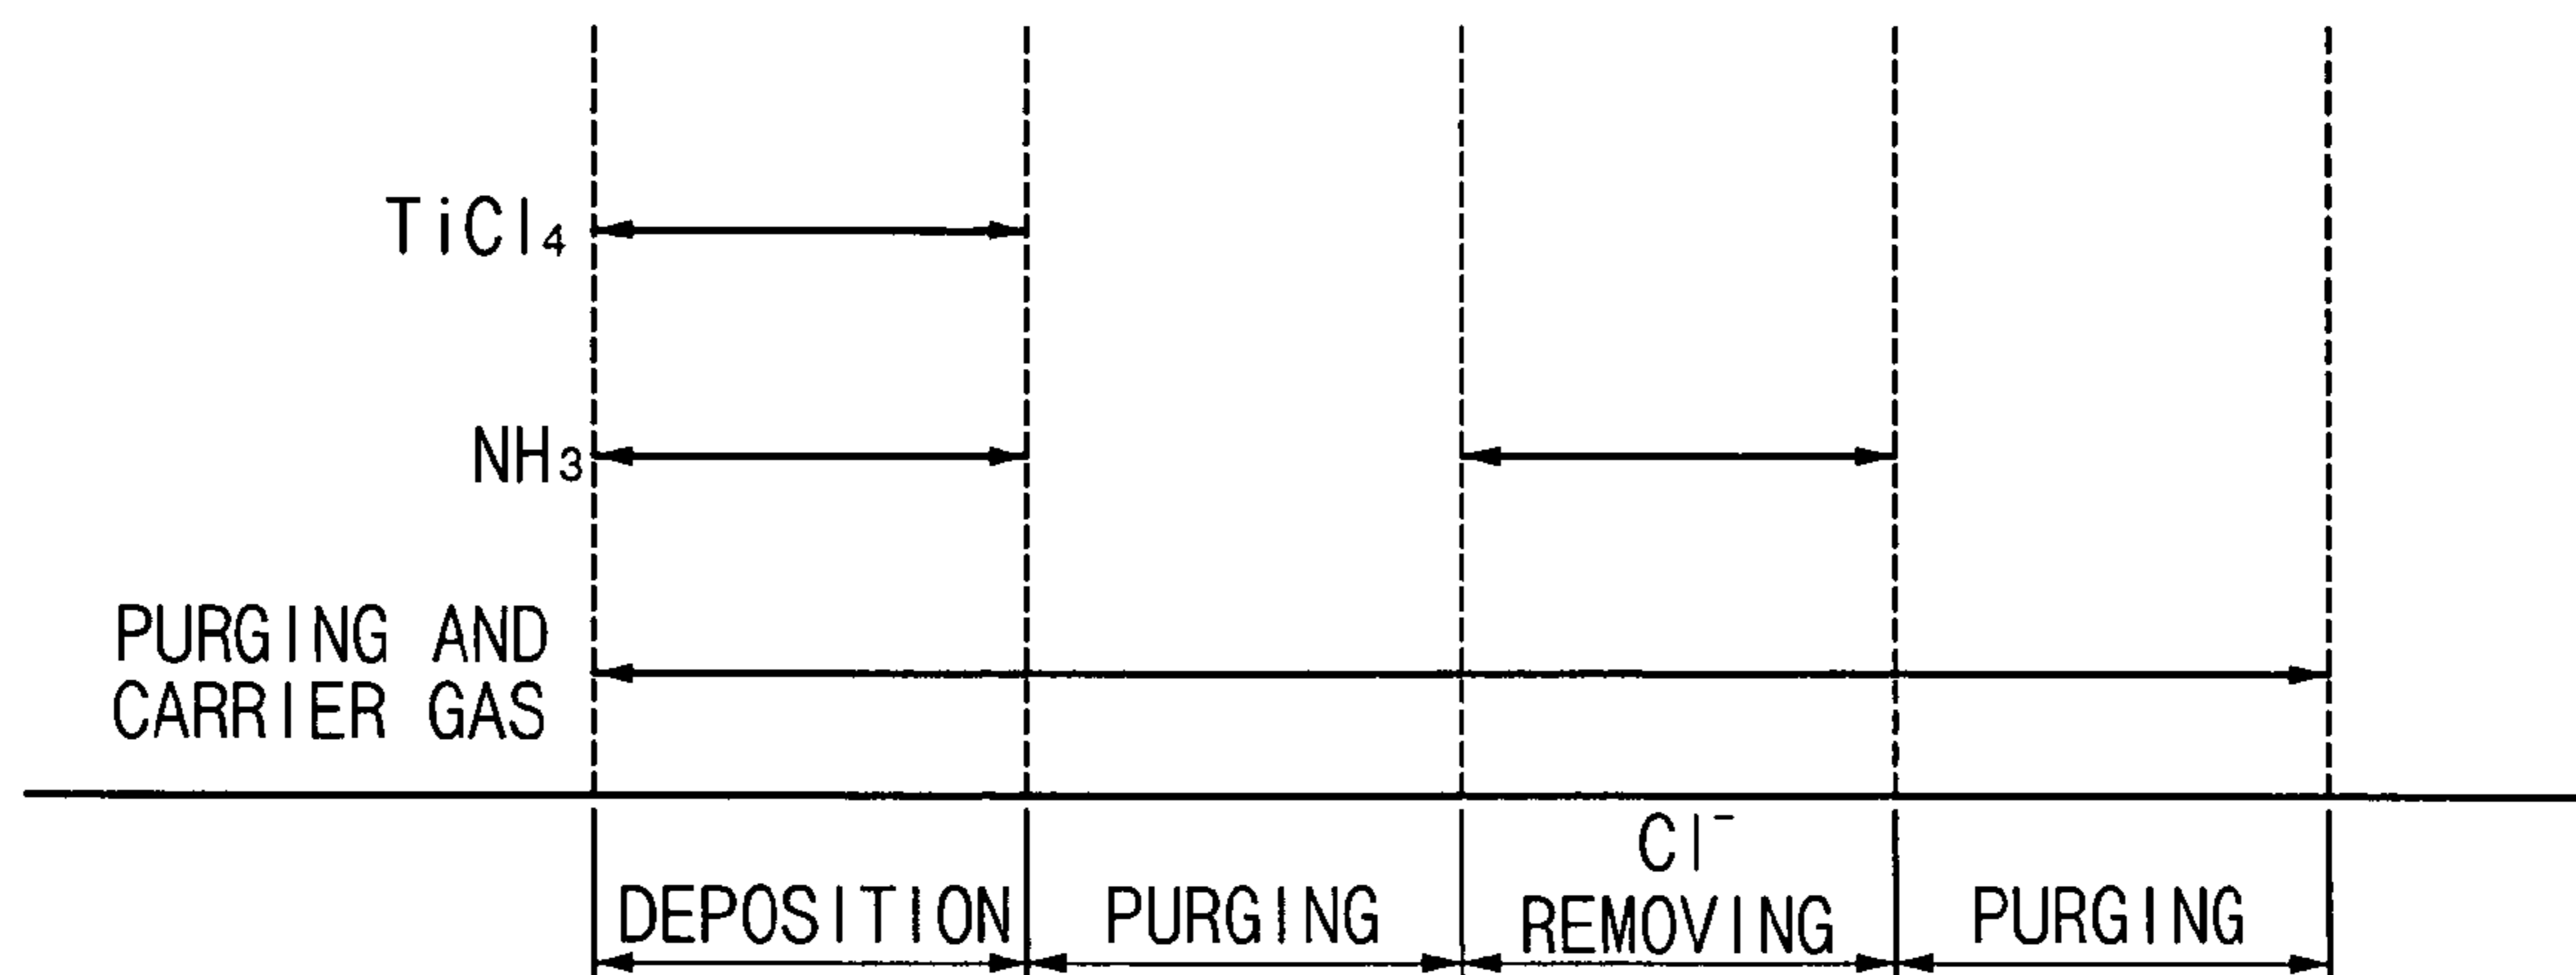 TiCl₄
NH₃
PURGING AND
CARRIER GAS
DEPOSITION
PURGING
Cl⁻
REMOVING
PURGING